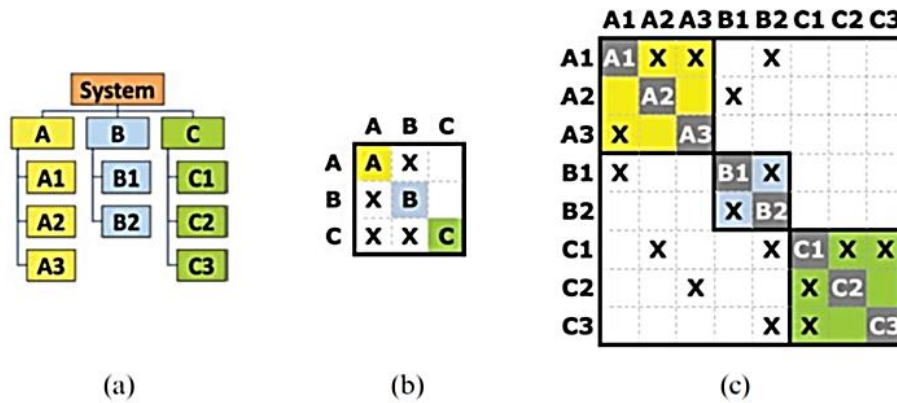 System
A B C
A1 B1 C1
A2 B2 C2
A3 C3
A B C
A A X
B X B
C X X C
A1 A2 A3 B1 B2 C1 C2 C3
A1 A1 X X X
A2 A2 X
A3 X A3
B1 X B1 X
B2 X B2
C1 X X C1 X X
C2 X X C2
C3 X X C3
(a) (b) (c)